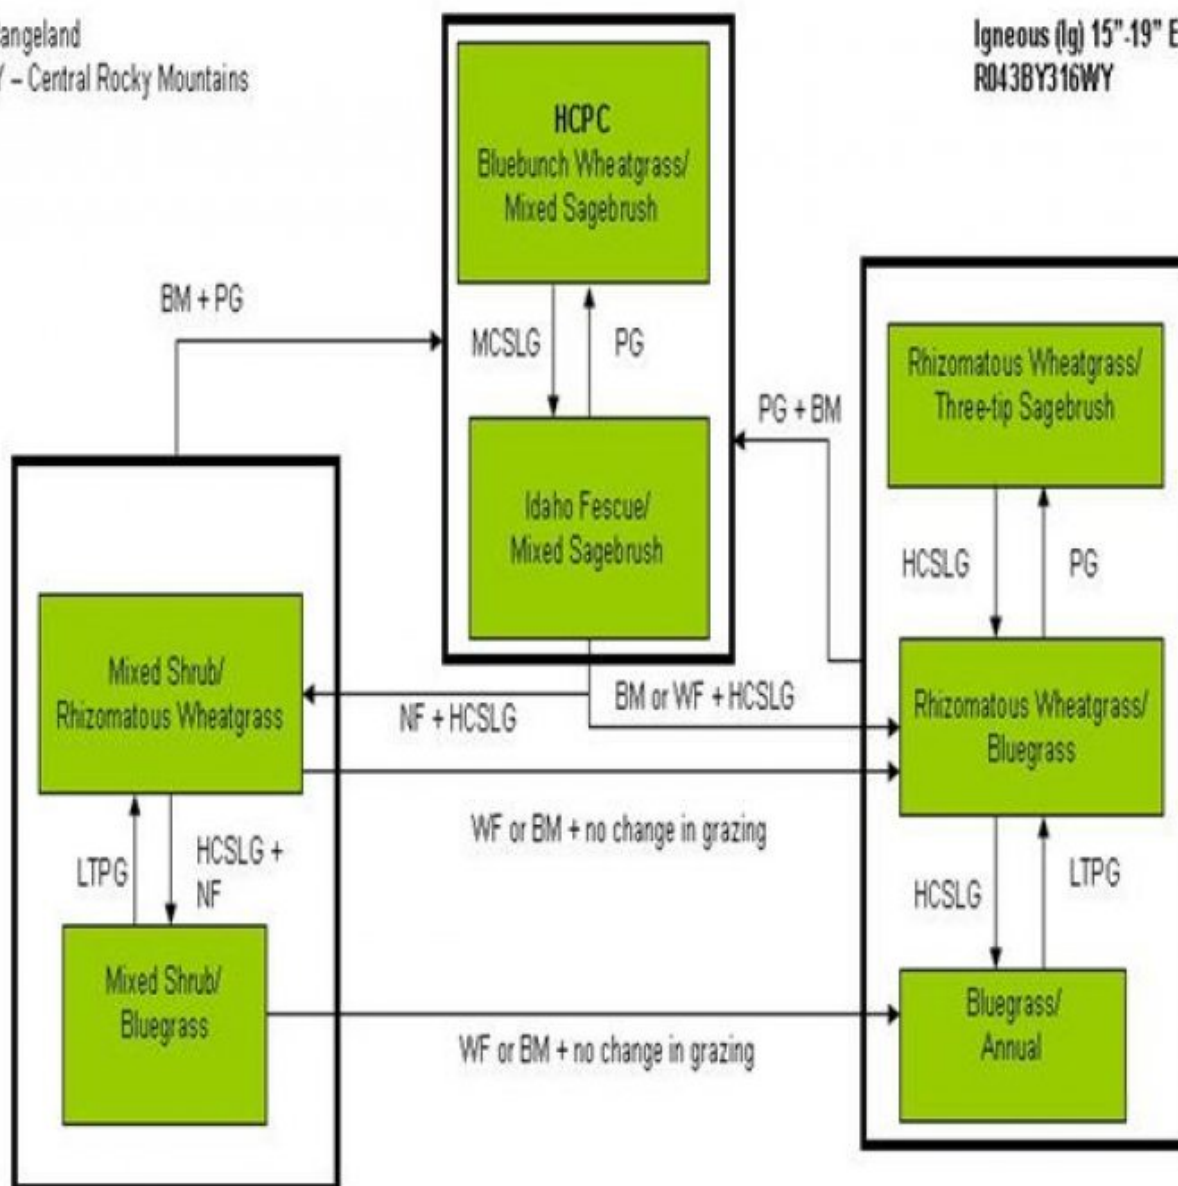 angeland
Y – Central Rocky Mountains
Igneous (Ig) 15”-19” E
R043BY316WY
HCPC
Bluebunch Wheatgrass/
Mixed Sagebrush
BM + PG
MCSLG
PG
Rhizomatous Wheatgrass/
Three-tip Sagebrush
PG + BM
Idaho Fescue/
Mixed Sagebrush
HCSLG
PG
Mixed Shrub/
Rhizomatous Wheatgrass
NF + HCSLG
BM or WF + HCSLG
Rhizomatous Wheatgrass/
Bluegrass
WF or BM + no change in grazing
LTPG
HCSLG +
NF
HCSLG
LTPG
Mixed Shrub/
Bluegrass
WF or BM + no change in grazing
Bluegrass/
Annual